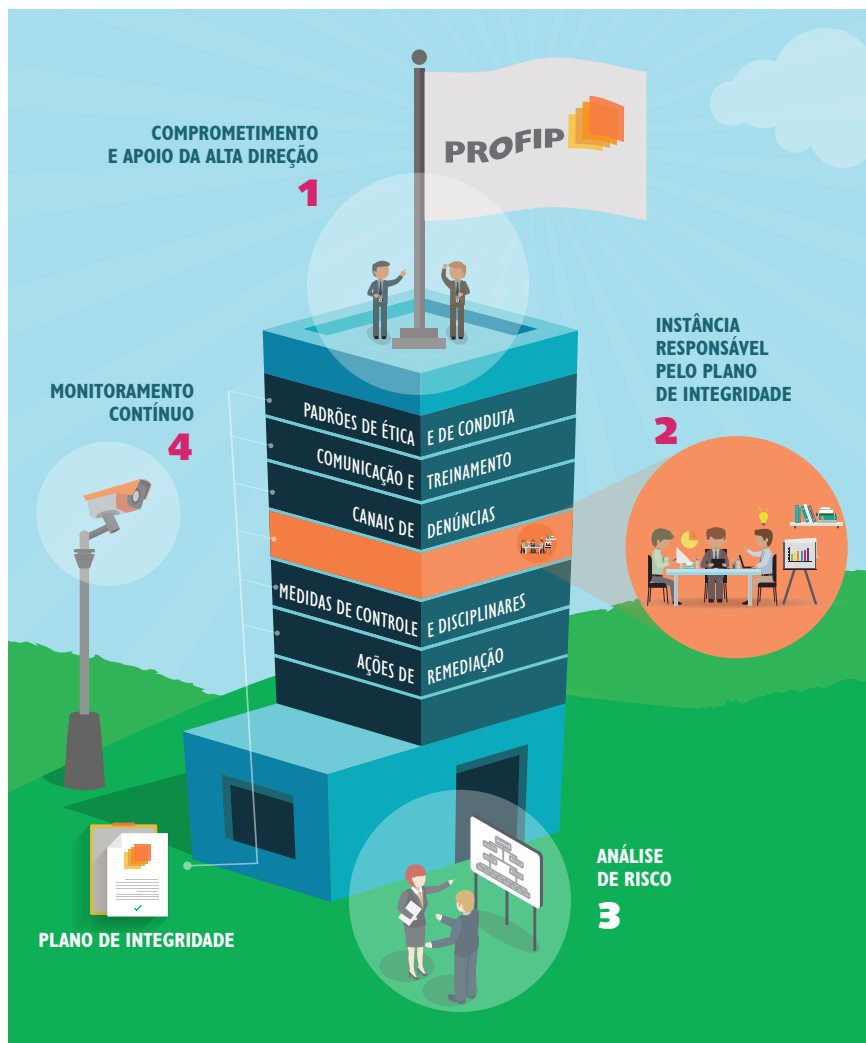 PROFIP
COMPROMETIMENTO
E APOIO DA ALTA DIREÇÃO
1
INSTÂNCIA
RESPONSÁVEL
PELO PLANO
DE INTEGRIDADE
2
MONITORAMENTO
CONTÍNUO
4
PADRÕES DE ÉTICA E DE CONDUTA
COMUNICAÇÃO E TREINAMENTO
CANAIS DE DENÚNCIAS
MEDIDAS DE CONTROLE E DISCIPLINARES
AÇÕES DE REMEDIAÇÃO
ANÁLISE
DE RISCO
3
PLANO DE INTEGRIDADE